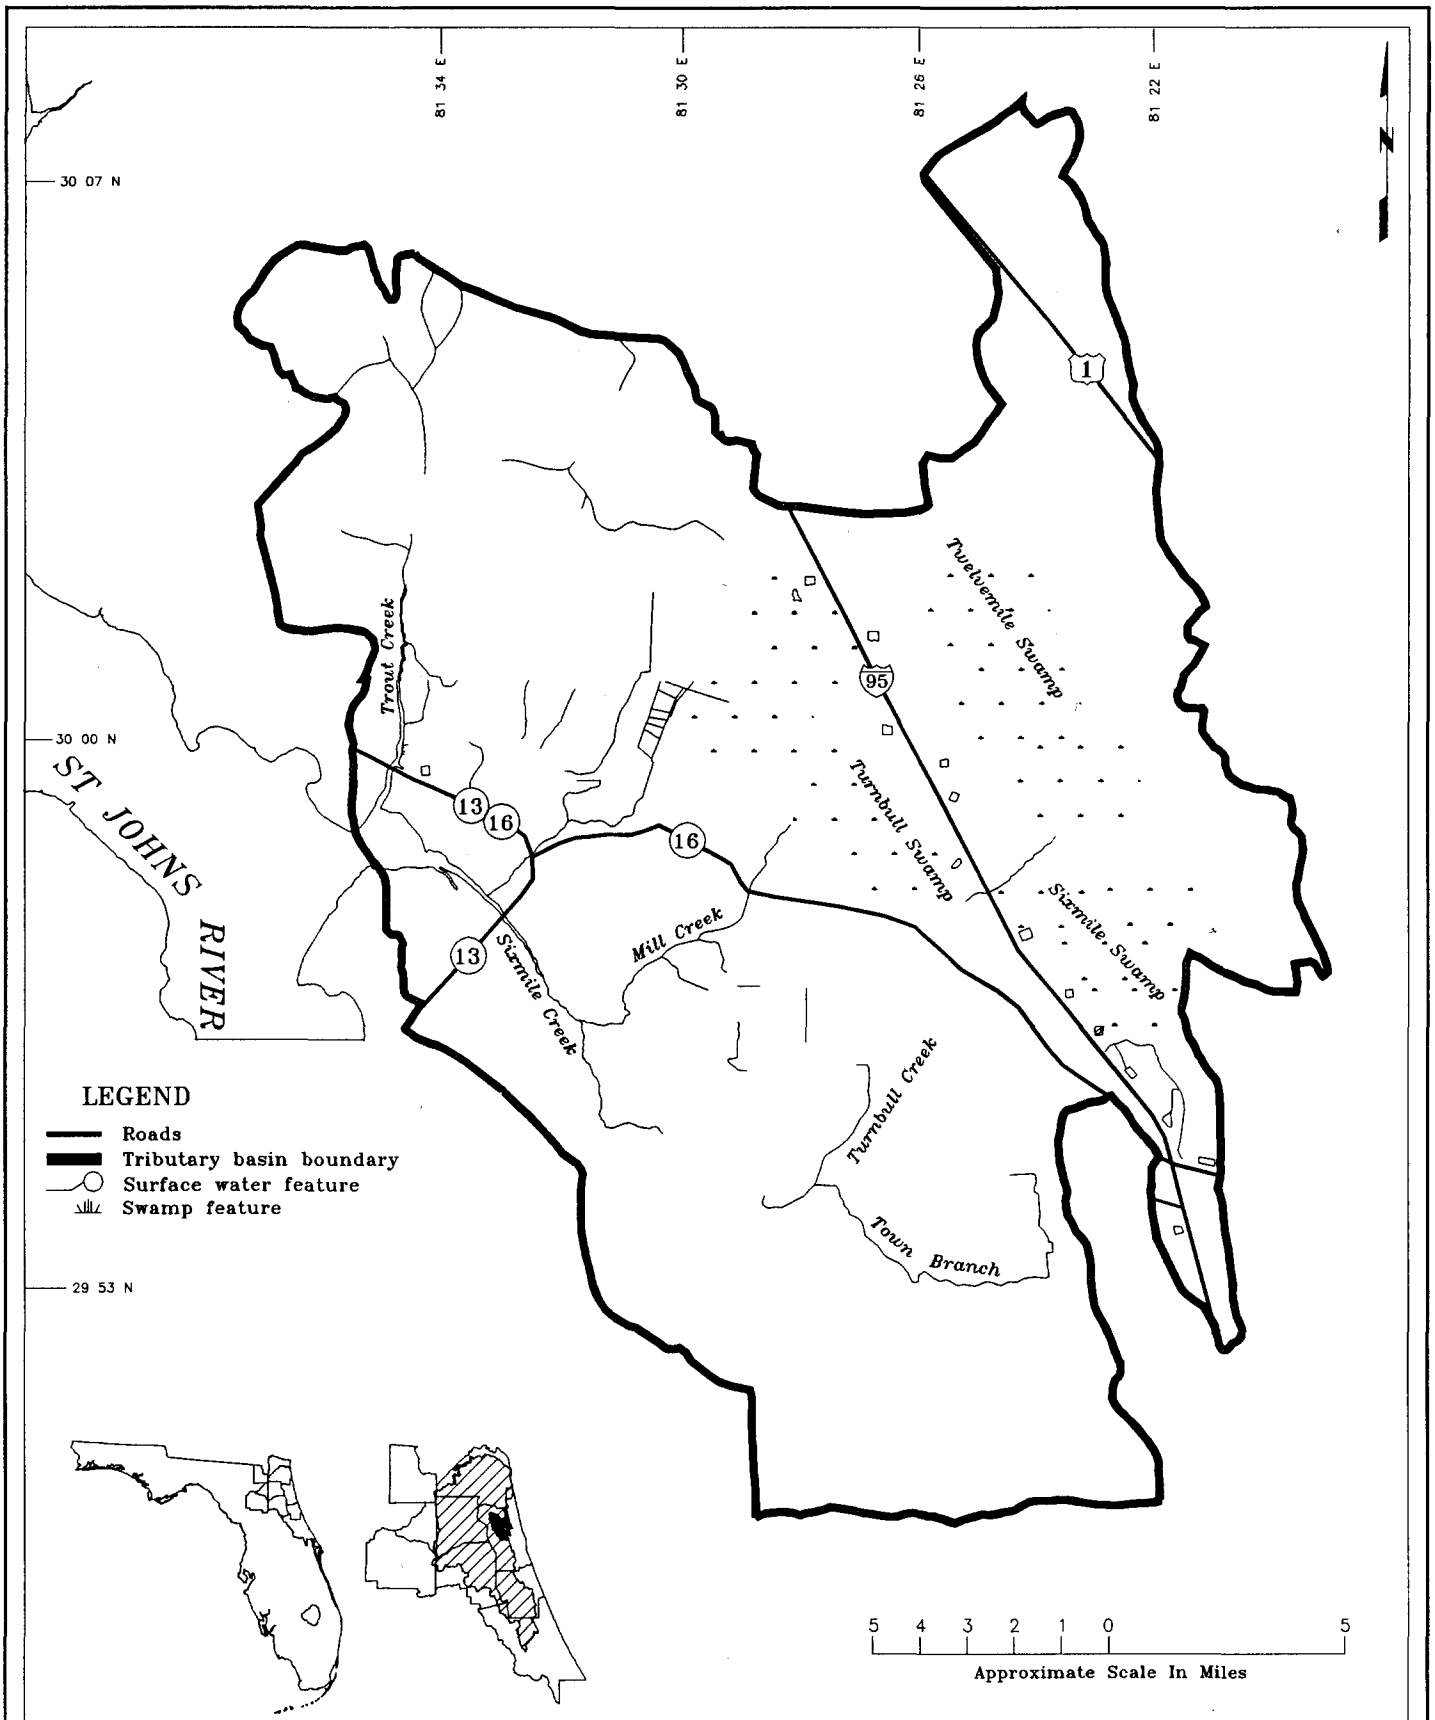 81 34 E
81 30 E
81 26 E
81 22 E
N
30 07 N
1
Twelvemile Swamp
Trout Creek
95
30 00 N
ST JOHNS RIVER
13
16
16
Turnbull Swamp
Sixmile Swamp
Mill Creek
13
Sixmile Creek
Turnbull Creek
LEGEND
Roads
Tributary basin boundary
Surface water feature
Swamp feature
Town Branch
29 53 N
5 4 3 2 1 0 5
Approximate Scale In Miles